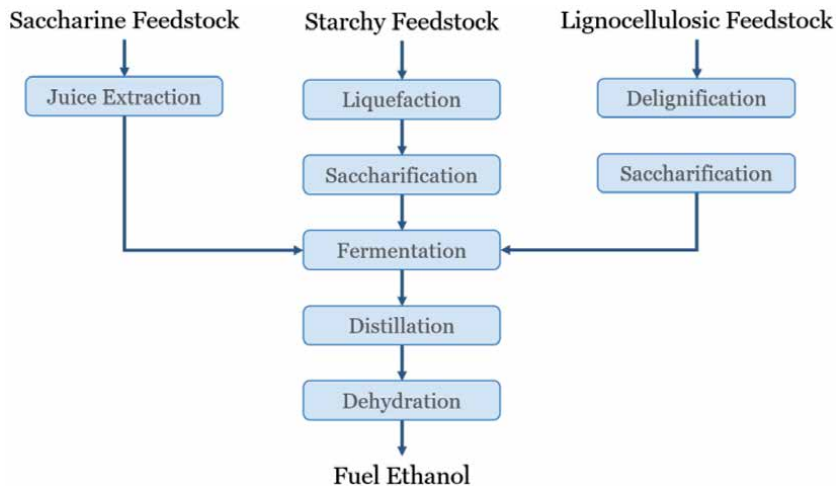 Saccharine Feedstock
Starchy Feedstock
Lignocellulosic Feedstock
Juice Extraction
Liquefaction
Delignification
Saccharification
Saccharification
Fermentation
Distillation
Dehydration
Fuel Ethanol